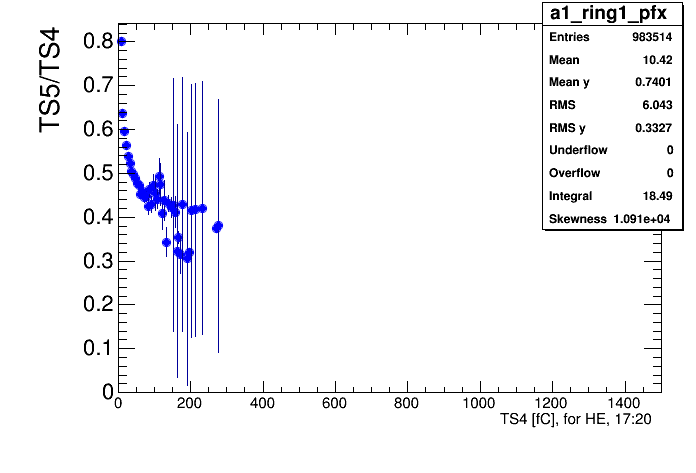 a1_ring1_pfx
Entries 983514
Mean 10.42
Mean y 0.7401
RMS 6.043
RMS y 0.3327
Underflow 0
Overflow 0
Integral 18.49
Skewness 1.091e+04
TS5/TS4
0.8
0.7
0.6
0.5
0.4
0.3
0.2
0.1
0
0 200 400 600 800 1000 1200 1400
TS4 [fC], for HE, 17:20